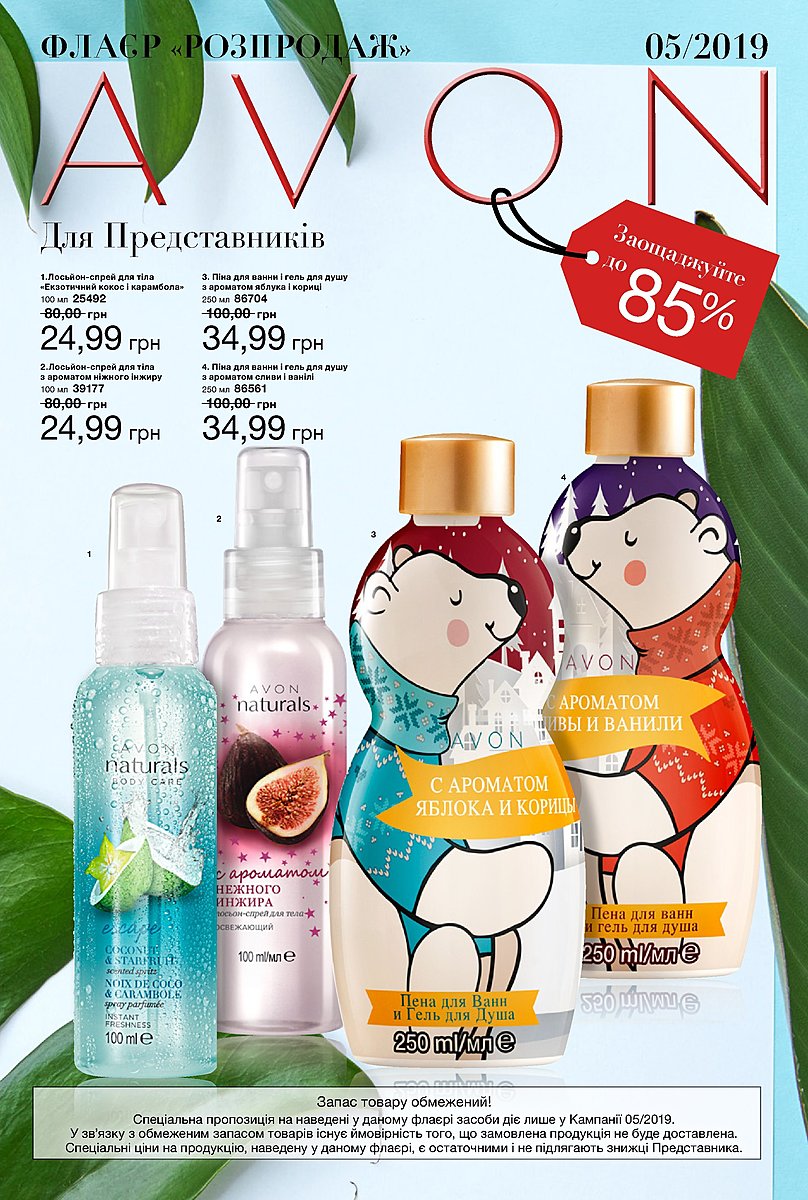 ФЛАЄР «РОЗПРОДАЖ»
05/2019
AVON
Для Представників
Заощаджуйте
до
85%
1.Лосьйон-спрей для тіла
«Екзотичний кокос і карамбола»
100 мл 25492
80,00 грн
24,99 грн
2.Лосьйон-спрей для тіла
з ароматом ніжного інжиру
100 мл 39177
80,00 грн
24,99 грн
3. Піна для ванни і гель для душу
з ароматом яблука і кориці
250 мл 86704
100,00 грн
34,99 грн
4. Піна для ванни і гель для душу
з ароматом сливи і ванілі
250 мл 86561
100,00 грн
34,99 грн
1
AVON
naturals
BODY CARE
escape
COCONUT
& STARFRUIT
scented spritz
NOIX DE COCO
& CARAMBOLE
spray parfumée
INSTANT
FRESHNESS
100 ml e
2
AVON
naturals
с ароматом
НЕЖНОГО
ИНЖИРА
лосьон-спрей для тела
ОСВЕЖАЮЩИЙ
100 ml/мл e
3
AVON
С АРОМАТОМ
ЯБЛОКА И КОРИЦЫ
Пена для Ванн
и Гель для Душа
250 ml/мл e
4
AVON
С АРОМАТОМ
ИВЫ И ВАНИЛИ
Пена для ванн
и гель для душа
250 ml/мл e
Запас товару обмежений!
Спеціальна пропозиція на наведені у даному флаєрі засоби діє лише у Кампанії 05/2019.
У зв’язку з обмеженим запасом товарів існує ймовірність того, що замовлена продукція не буде доставлена.
Спеціальні ціни на продукцію, наведену у даному флаєрі, є остаточними і не підлягають знижці Представника.